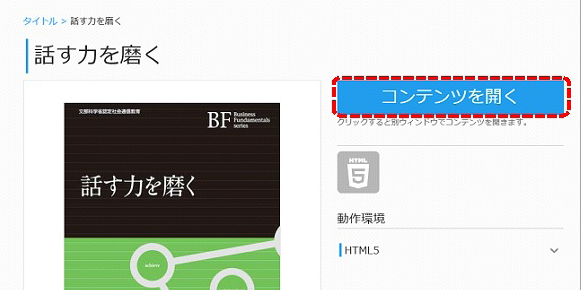 タイトル > 話す力を磨く
話す力を磨く
文部科学省認定社会通信教育
BF Business
Fundamentals
series
話す力を磨く
achieve
コンテンツを開く
クリックすると別ウィンドウでコンテンツを開きます。
HTML
5
動作環境
HTML5